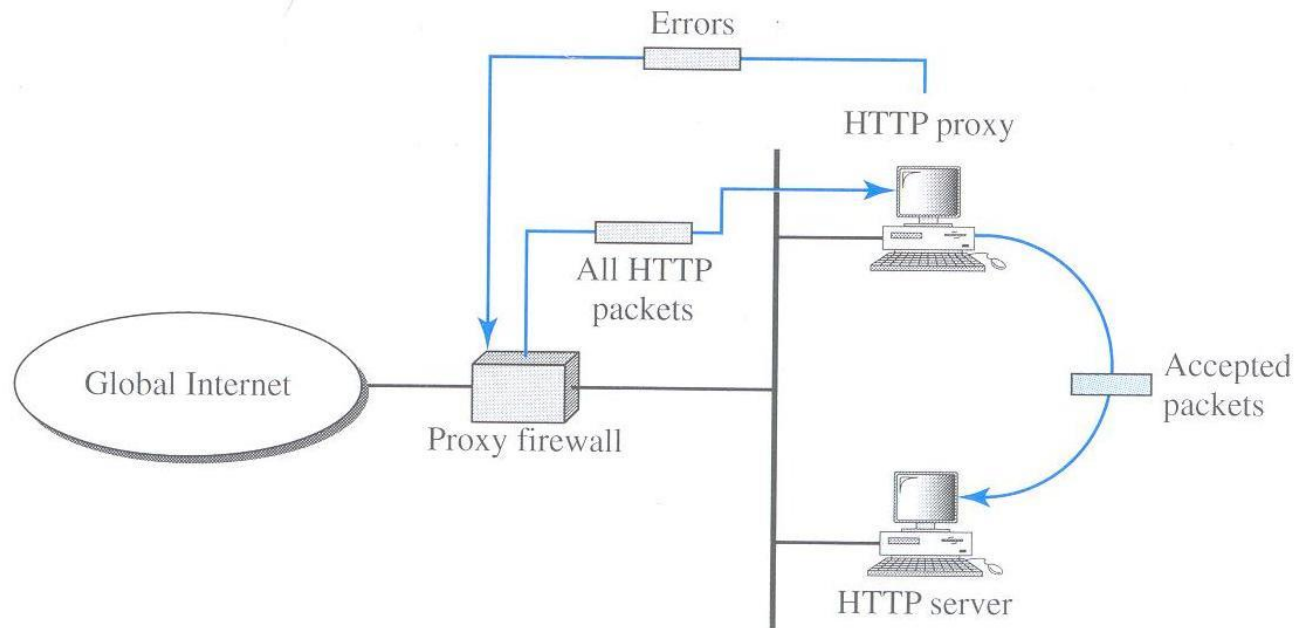 Errors
HTTP proxy
All HTTP
packets
Global Internet
Proxy firewall
Accepted
packets
HTTP server